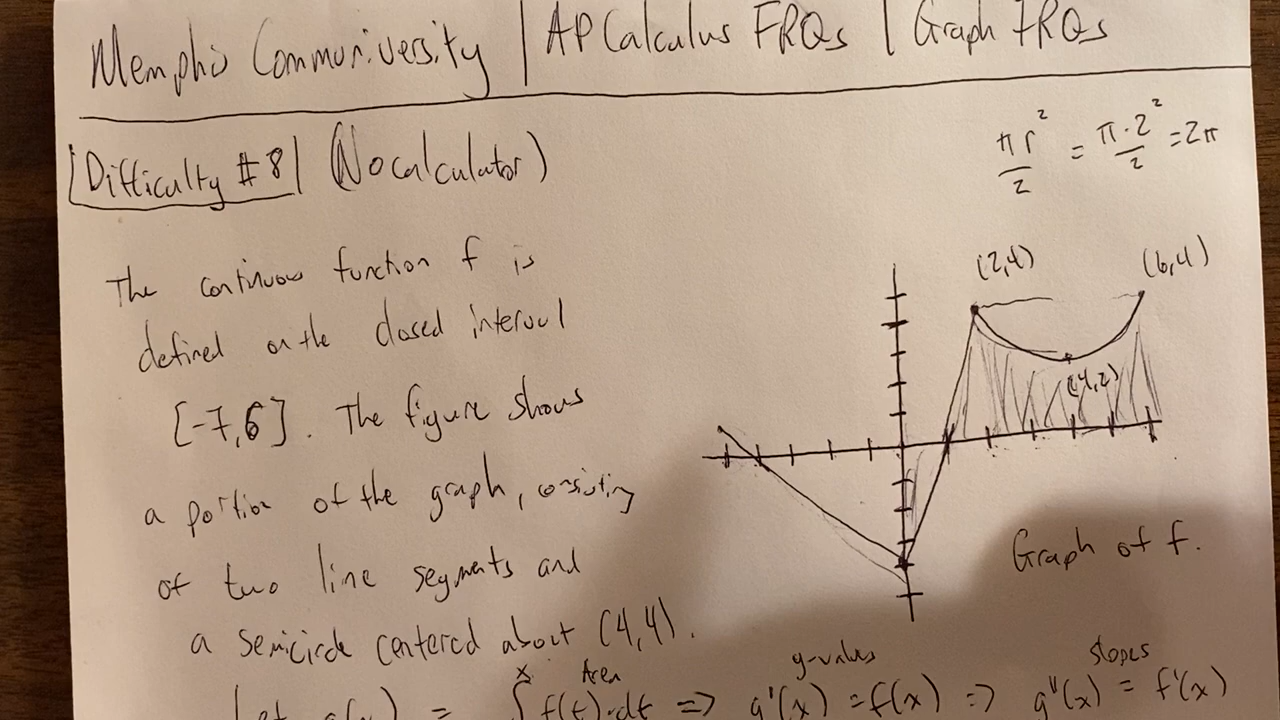 Memphis Communiversity | AP Calculus FRQs | Graph FRQs
Difficulty #8 (No calculator)
πr²/2 = π·2²/2 = 2π
The continuous function f is
defined on the closed interval
[-7,6]. The figure shows
a portion of the graph, consisting
of two line segments and
a semicircle centered about (4,4).
(2,4)
(6,4)
(4,2)
Graph of f.
Area
y-values
slopes
Let g(x) = ∫ˣ f(t)·dt => g'(x) = f(x) => g"(x) = f'(x)